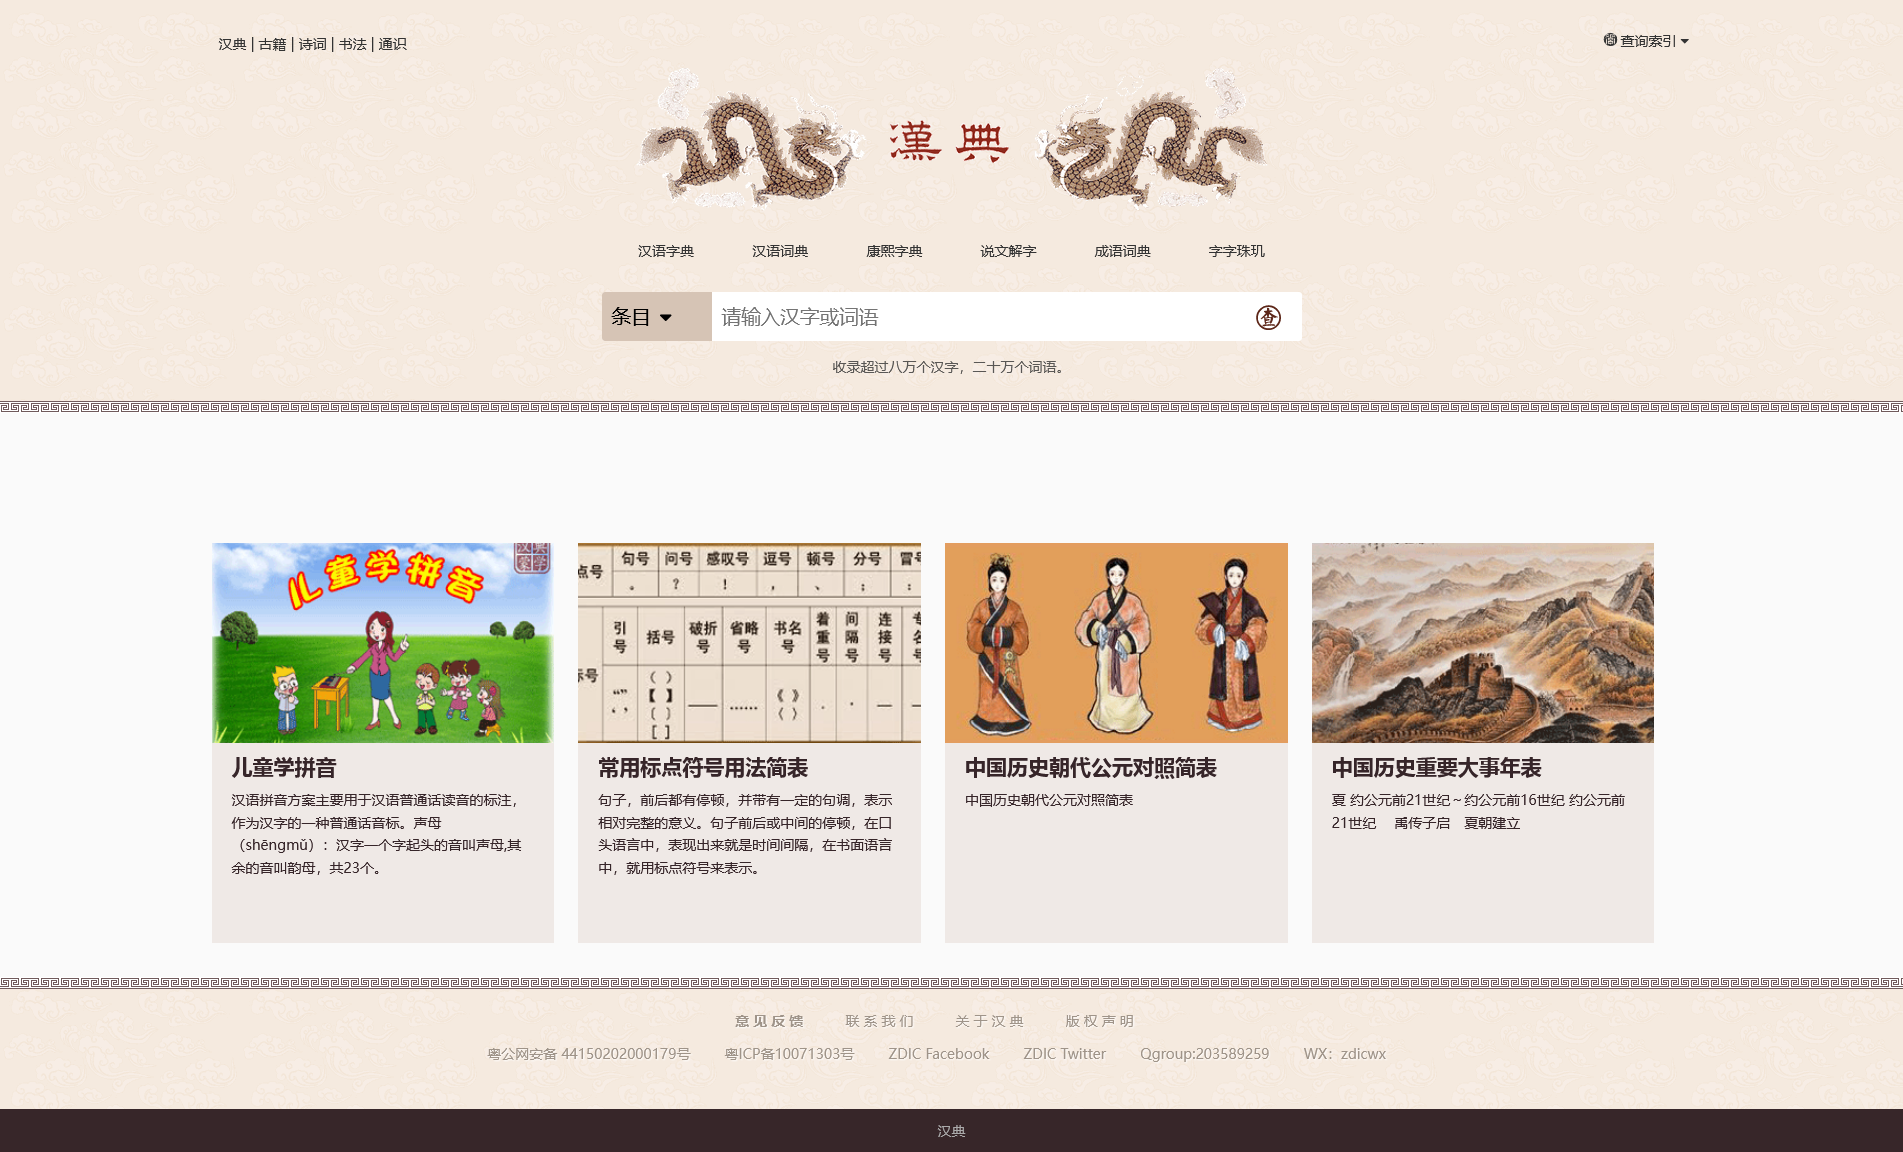 汉典 | 古籍 | 诗词 | 书法 | 通识
查询索引
漢典
汉语字典 汉语词典 康熙字典 说文解字 成语词典 字字珠玑
条目 请输入汉字或词语 查
收录超过八万个汉字，二十万个词语。
儿童学拼音
点号 句号 问号 感叹号 逗号 顿号 分号 冒号
。 ？ ！ ， 、 ； ：
引号 括号 破折号 省略号 书名号 着重号 间隔号 连接号 专名号
标号 “” ‘’ （ ） 【 】 （ ） [ ] —— …… 《 》 〈 〉 . · —
儿童学拼音
汉语拼音方案主要用于汉语普通话读音的标注，
作为汉字的一种普通话音标。声母
（shēngmǔ）：汉字一个字起头的音叫声母,其
余的音叫韵母，共23个。
常用标点符号用法简表
句子，前后都有停顿，并带有一定的句调，表示
相对完整的意义。句子前后或中间的停顿，在口
头语言中，表现出来就是时间间隔，在书面语言
中，就用标点符号来表示。
中国历史朝代公元对照简表
中国历史朝代公元对照简表
中国历史重要大事年表
夏 约公元前21世纪～约公元前16世纪 约公元前
21世纪 禹传子启 夏朝建立
意见反馈 联系我们 关于汉典 版权声明
粤公网安备 44150202000179号 粤ICP备10071303号 ZDIC Facebook ZDIC Twitter Qgroup:203589259 WX：zdicwx
汉典